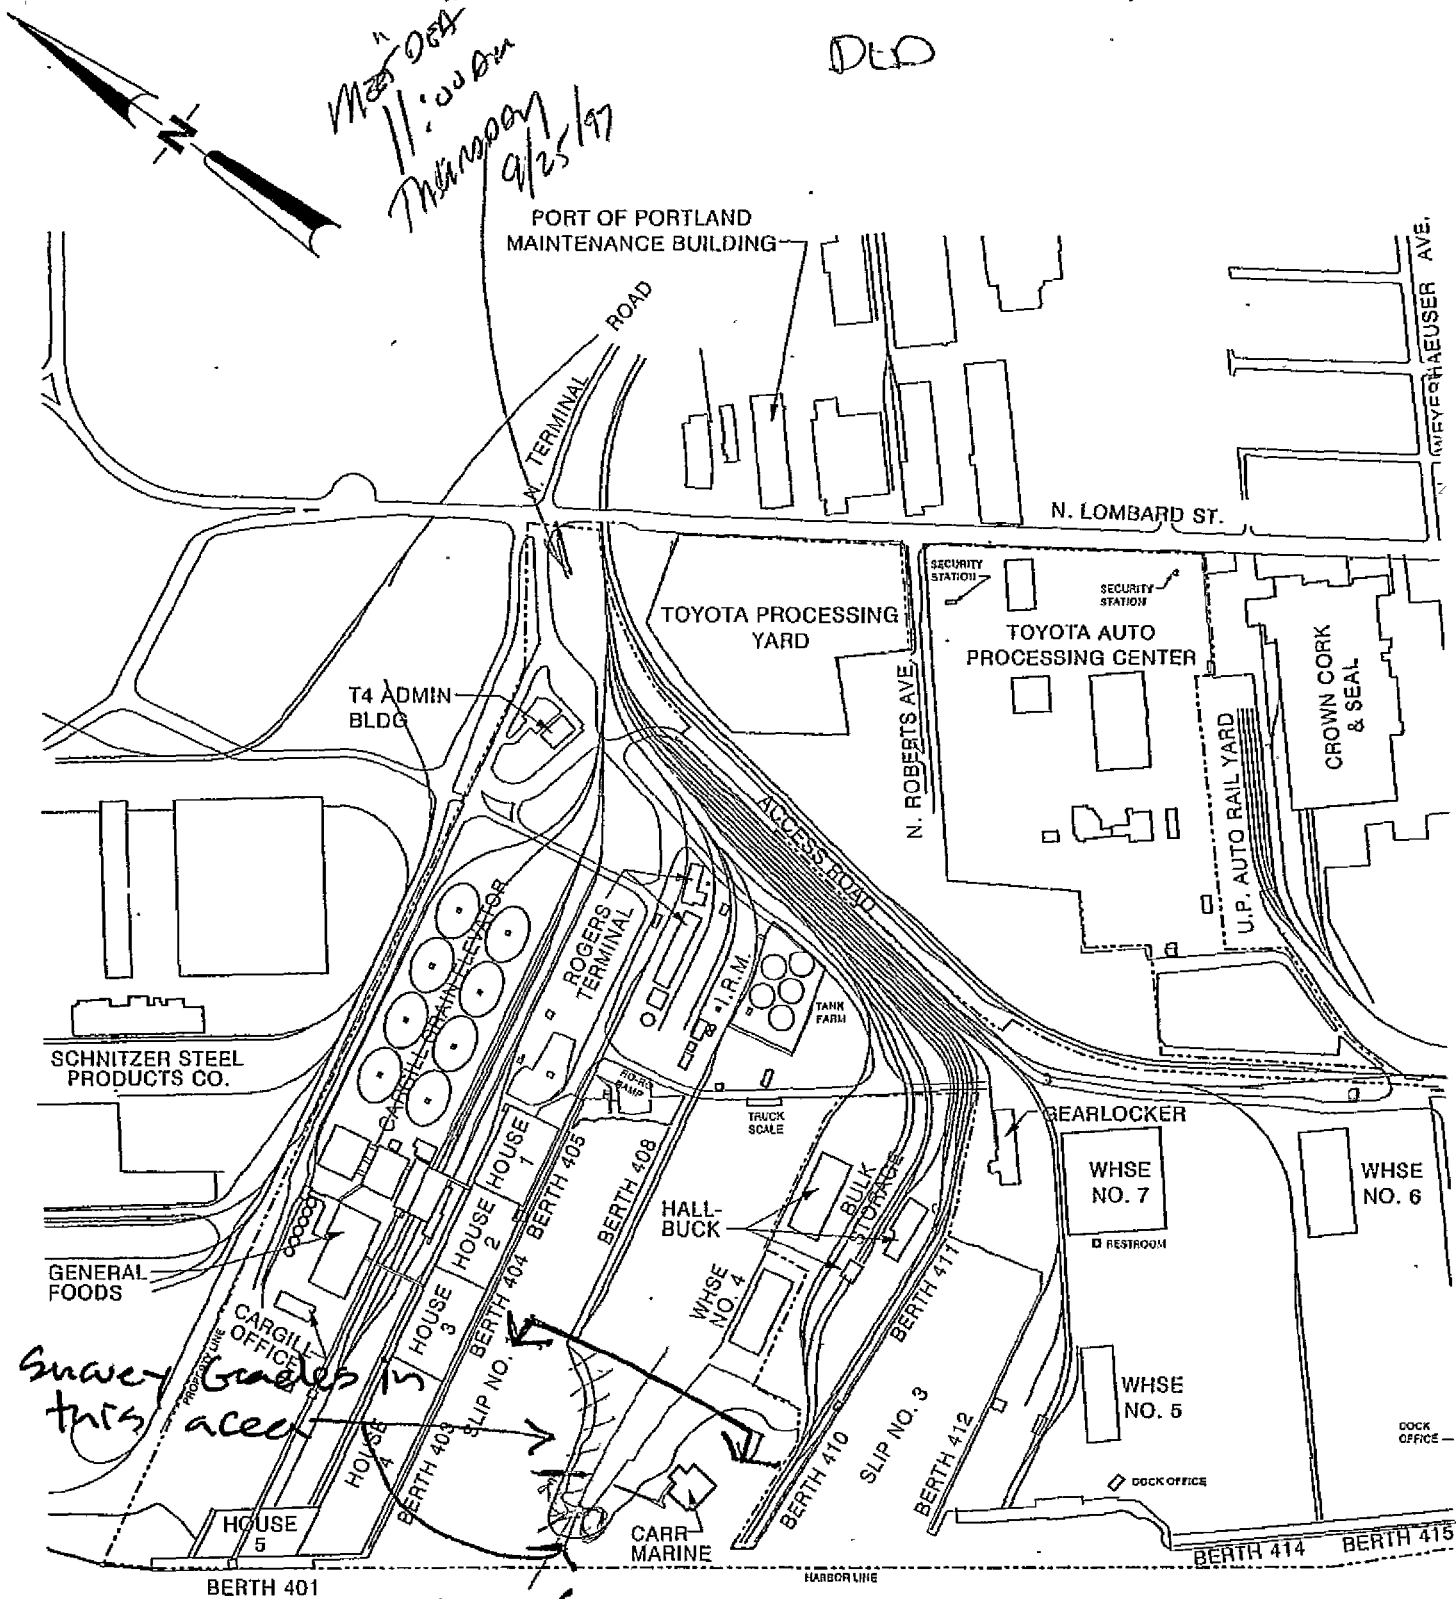 DED
MEET DEA
11:00 AM
THURSDAY
9/25/97
-N-
PORT OF PORTLAND
MAINTENANCE BUILDING
N. TERMINAL ROAD
N. WEYERHAEUSER AVE.
N. LOMBARD ST.
SECURITY
STATION
SECURITY
STATION
TOYOTA PROCESSING
YARD
TOYOTA AUTO
PROCESSING CENTER
CROWN CORK
& SEAL
T4 ADMIN
BLDG
N. ROBERTS AVE.
U.P. AUTO RAIL YARD
ACCESS ROAD
CARGILL GRAIN ELEVATOR
ROGERS
TERMINAL
I.R.M.
TANK
FARM
SCHNITZER STEEL
PRODUCTS CO.
RO-RO
RAMP
TRUCK
SCALE
GEARLOCKER
HOUSE
1
BERTH 405
BERTH 408
WHSE
NO. 7
WHSE
NO. 6
HALL-
BUCK
BULK
STORAGE
HOUSE
2
RESTROOM
GENERAL
FOODS
BERTH 404
WHSE
NO. 4
BERTH 411
CARGILL
OFFICE
HOUSE
3
PROPERTY LINE
SLIP NO.
Survey Grades in
this area
HOUSE
4
BERTH 403
SLIP NO. 3
WHSE
NO. 5
BERTH 410
BERTH 412
DOCK
OFFICE
DOCK OFFICE
HOUSE
5
CARR
MARINE
BERTH 414
BERTH 415
BERTH 401
HARBOR LINE